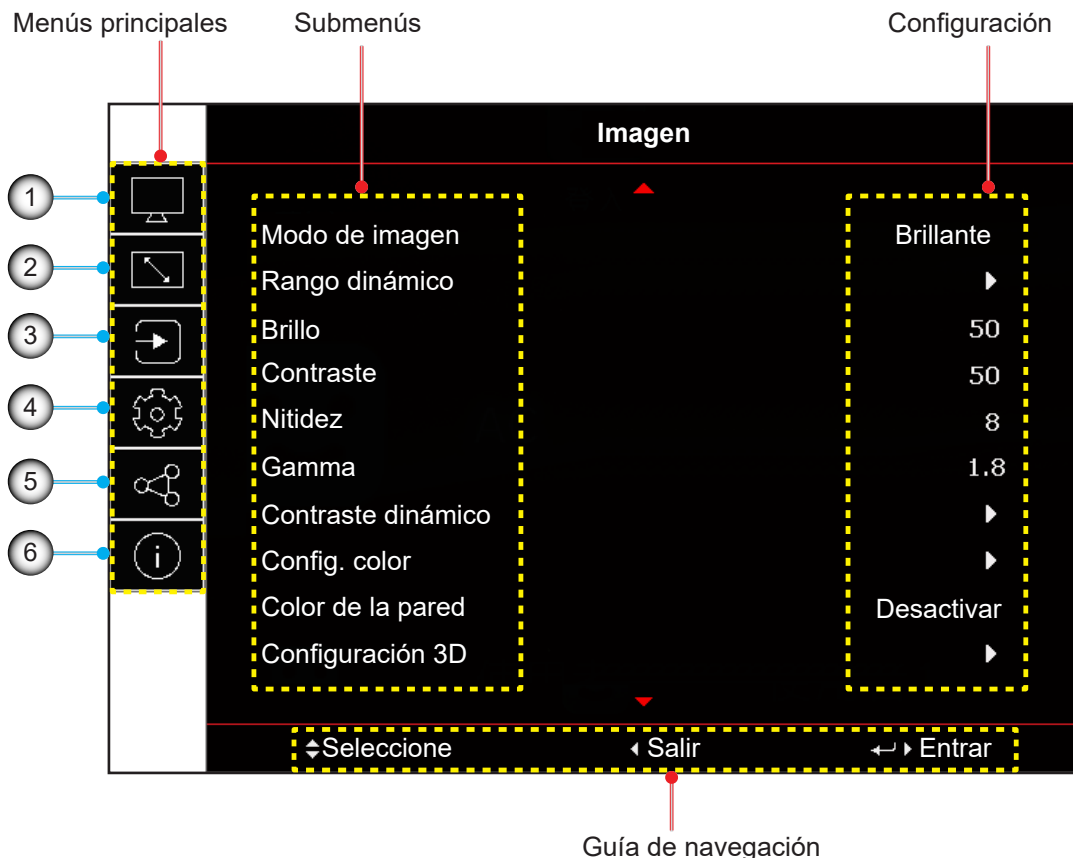 Menús principales
Submenús
Configuración
Imagen
1
2
3
4
5
6
i
Modo de imagen Brillante
Rango dinámico
Brillo 50
Contraste 50
Nitidez 8
Gamma 1.8
Contraste dinámico
Config. color
Color de la pared Desactivar
Configuración 3D
Seleccione Salir Entrar
Guía de navegación